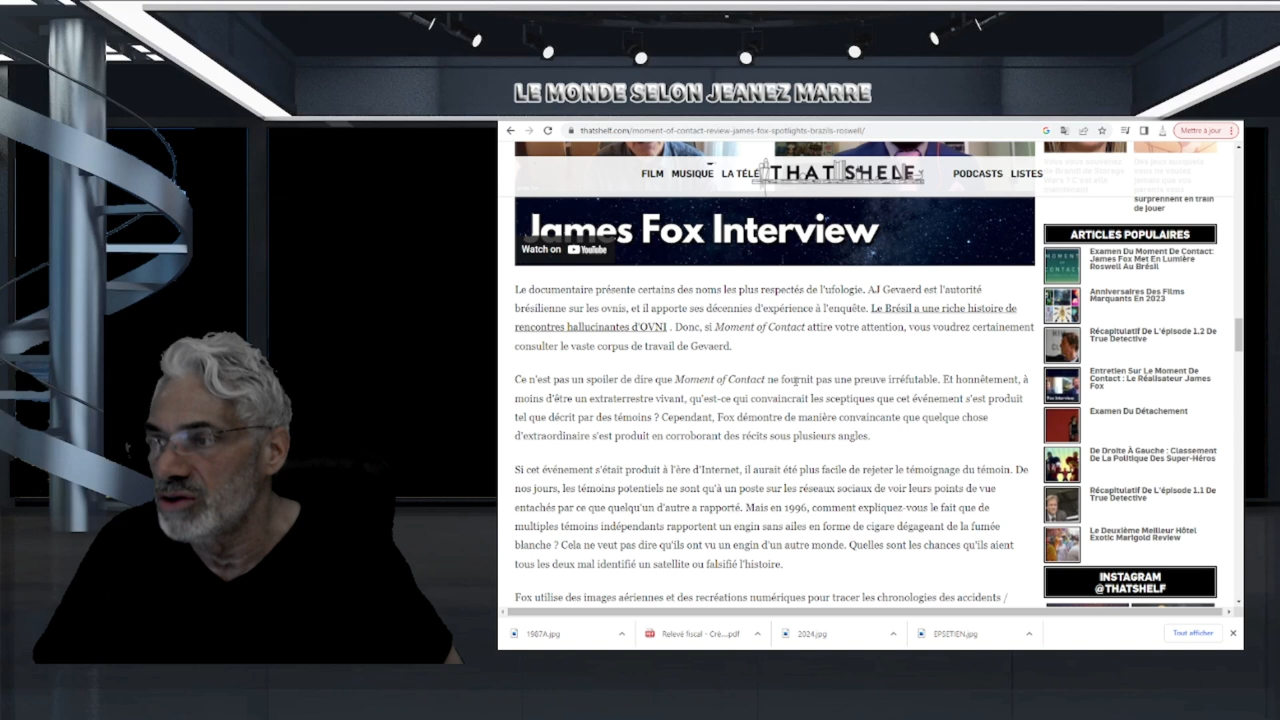 LE MONDE SELON JEANEZ MARRE
thatshelf.com/moment-of-contact-review-james-fox-spotlights-brazils-roswell/
Mettre à jour
FILM MUSIQUE LA TÉLÉ
THAT SHELF
PODCASTS LISTES
James Fox Interview
Watch on YouTube
surprennent en train
de jouer
Le documentaire présente certains des noms les plus respectés de l'ufologie. AJ Gevaerd est l'autorité
brésilienne sur les ovnis, et il apporte ses décennies d'expérience à l'enquête. Le Brésil a une riche histoire de
rencontres hallucinantes d'OVNI . Donc, si Moment of Contact attire votre attention, vous voudrez certainement
consulter le vaste corpus de travail de Gevaerd.
Ce n'est pas un spoiler de dire que Moment of Contact ne fournit pas une preuve irréfutable. Et honnêtement, à
moins d'être un extraterrestre vivant, qu'est-ce qui convaincrait les sceptiques que cet événement s'est produit
tel que décrit par des témoins ? Cependant, Fox démontre de manière convaincante que quelque chose
d'extraordinaire s'est produit en corroborant des récits sous plusieurs angles.
Si cet événement s'était produit à l'ère d'Internet, il aurait été plus facile de rejeter le témoignage du témoin. De
nos jours, les témoins potentiels ne sont qu'à un poste sur les réseaux sociaux de voir leurs points de vue
entachés par ce que quelqu'un d'autre a rapporté. Mais en 1996, comment expliquez-vous le fait que de
multiples témoins indépendants rapportent un engin sans ailes en forme de cigare dégageant de la fumée
blanche ? Cela ne veut pas dire qu'ils ont vu un engin d'un autre monde. Quelles sont les chances qu'ils aient
tous les deux mal identifié un satellite ou falsifié l'histoire.
Fox utilise des images aériennes et des recréations numériques pour tracer les chronologies des accidents /
ARTICLES POPULAIRES
Examen Du Moment De Contact:
James Fox Met En Lumière
Roswell Au Brésil
Anniversaires Des Films
Marquants En 2023
Récapitulatif De L'épisode 1.2 De
True Detective
Entretien Sur Le Moment De
Contact : Le Réalisateur James
Fox
Examen Du Détachement
De Droite À Gauche : Classement
De La Politique Des Super-Héros
Récapitulatif De L'épisode 1.1 De
True Detective
Le Deuxième Meilleur Hôtel
Exotic Marigold Review
INSTAGRAM
@THATSHELF
1987A.jpg
Relevé fiscal - Cré....pdf
2024.jpg
EPSETIEN.jpg
Tout afficher